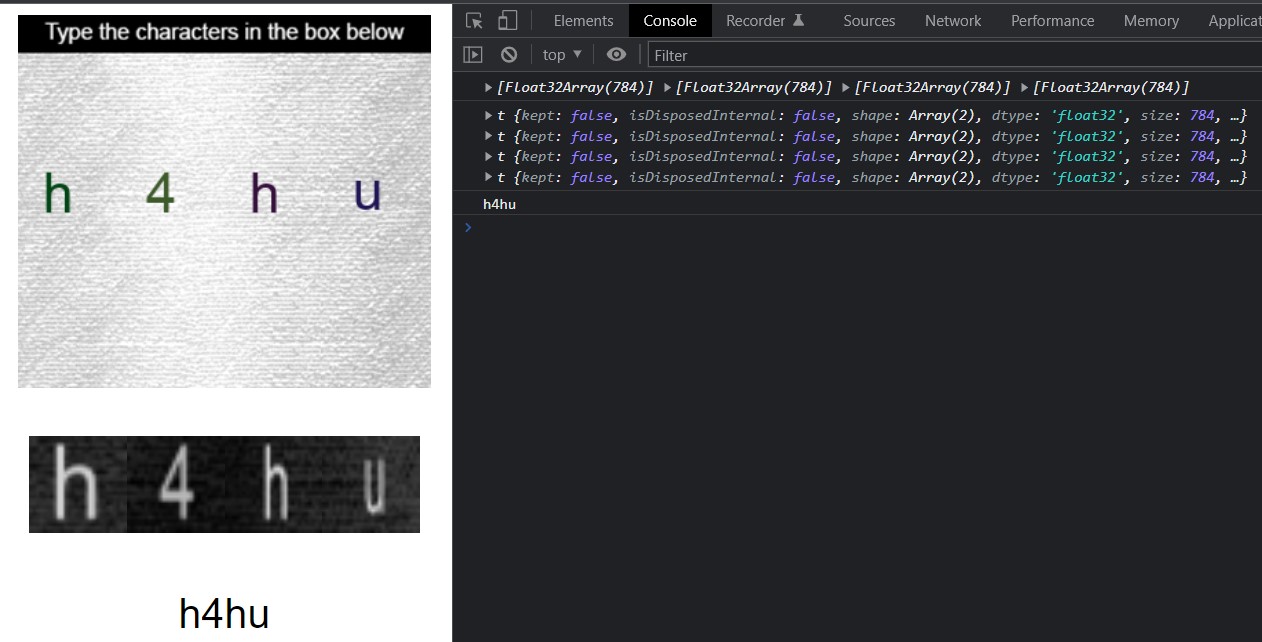 Type the characters in the box below
h 4 h u
h 4 h u
h4hu
Elements Console Recorder Sources Network Performance Memory Applicat
top ▼ Filter
▶[Float32Array(784)] ▶[Float32Array(784)] ▶[Float32Array(784)] ▶[Float32Array(784)]
▶t {kept: false, isDisposedInternal: false, shape: Array(2), dtype: 'float32', size: 784, …}
▶t {kept: false, isDisposedInternal: false, shape: Array(2), dtype: 'float32', size: 784, …}
▶t {kept: false, isDisposedInternal: false, shape: Array(2), dtype: 'float32', size: 784, …}
▶t {kept: false, isDisposedInternal: false, shape: Array(2), dtype: 'float32', size: 784, …}
h4hu
>